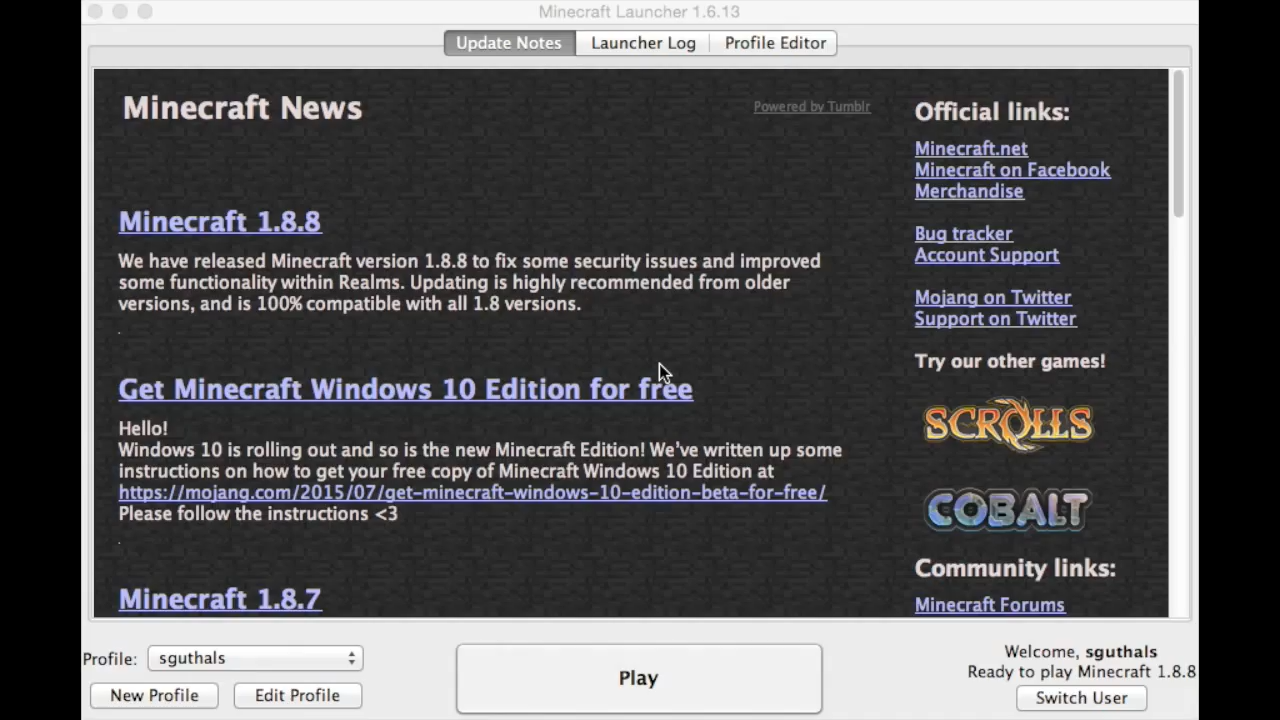 Minecraft Launcher 1.6.13
Update Notes
Launcher Log
Profile Editor
Minecraft News
Powered by Tumblr
Minecraft 1.8.8
We have released Minecraft version 1.8.8 to fix some security issues and improved
some functionality within Realms. Updating is highly recommended from older
versions, and is 100% compatible with all 1.8 versions.
.
Get Minecraft Windows 10 Edition for free
Hello!
Windows 10 is rolling out and so is the new Minecraft Edition! We've written up some
instructions on how to get your free copy of Minecraft Windows 10 Edition at
https://mojang.com/2015/07/get-minecraft-windows-10-edition-beta-for-free/
Please follow the instructions <3
.
Minecraft 1.8.7
Official links:
Minecraft.net
Minecraft on Facebook
Merchandise
Bug tracker
Account Support
Mojang on Twitter
Support on Twitter
Try our other games!
SCROLLS
COBALT
Community links:
Minecraft Forums
Profile:
sguthals
New Profile
Edit Profile
Play
Welcome, sguthals
Ready to play Minecraft 1.8.8
Switch User